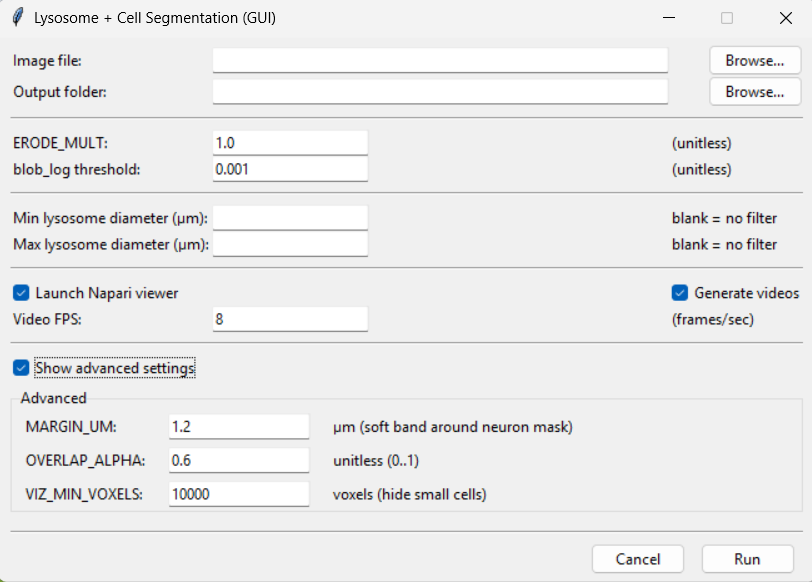 Lysosome + Cell Segmentation (GUI)
Image file: Browse...
Output folder: Browse...
ERODE_MULT: 1.0 (unitless)
blob_log threshold: 0.001 (unitless)
Min lysosome diameter (µm): blank = no filter
Max lysosome diameter (µm): blank = no filter
Launch Napari viewer Generate videos
Video FPS: 8 (frames/sec)
Show advanced settings
Advanced
MARGIN_UM: 1.2 µm (soft band around neuron mask)
OVERLAP_ALPHA: 0.6 unitless (0..1)
VIZ_MIN_VOXELS: 10000 voxels (hide small cells)
Cancel Run